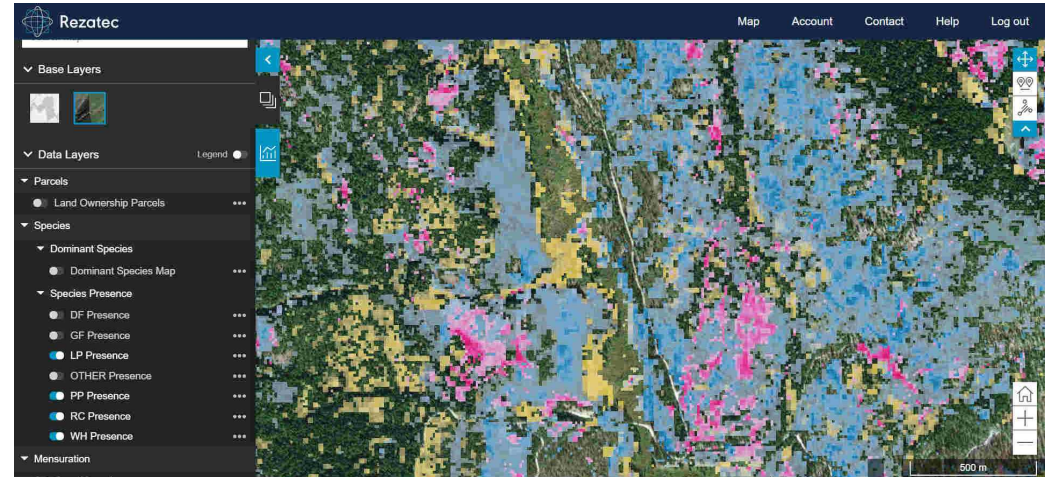 Rezatec
Map Account Contact Help Log out
Base Layers
Data Layers Legend
Parcels
Land Ownership Parcels
Species
Dominant Species
Dominant Species Map
Species Presence
DF Presence
GF Presence
LP Presence
OTHER Presence
PP Presence
RC Presence
WH Presence
Mensuration
500 m